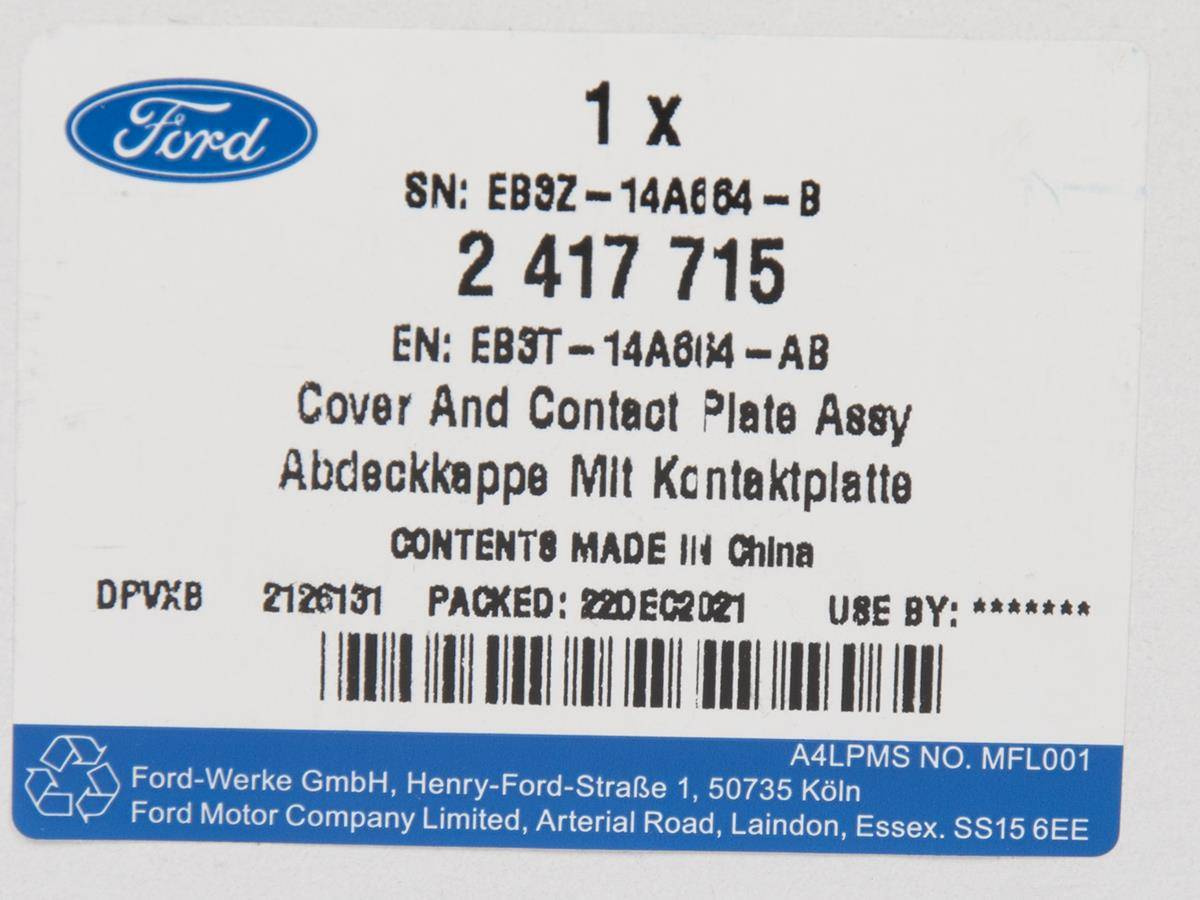 Ford
1 x
SN: EB3Z-14A664-B
2 417 715
EN: EB3T-14A664-AB
Cover And Contact Plate Assy
Abdeckkappe Mit Kontaktplatte
CONTENTS MADE IN China
DPVXB 2126131 PACKED: 22DEC2021 USE BY: *******
A4LPMS NO. MFL001
Ford-Werke GmbH, Henry-Ford-Straße 1, 50735 Köln
Ford Motor Company Limited, Arterial Road, Laindon, Essex. SS15 6EE